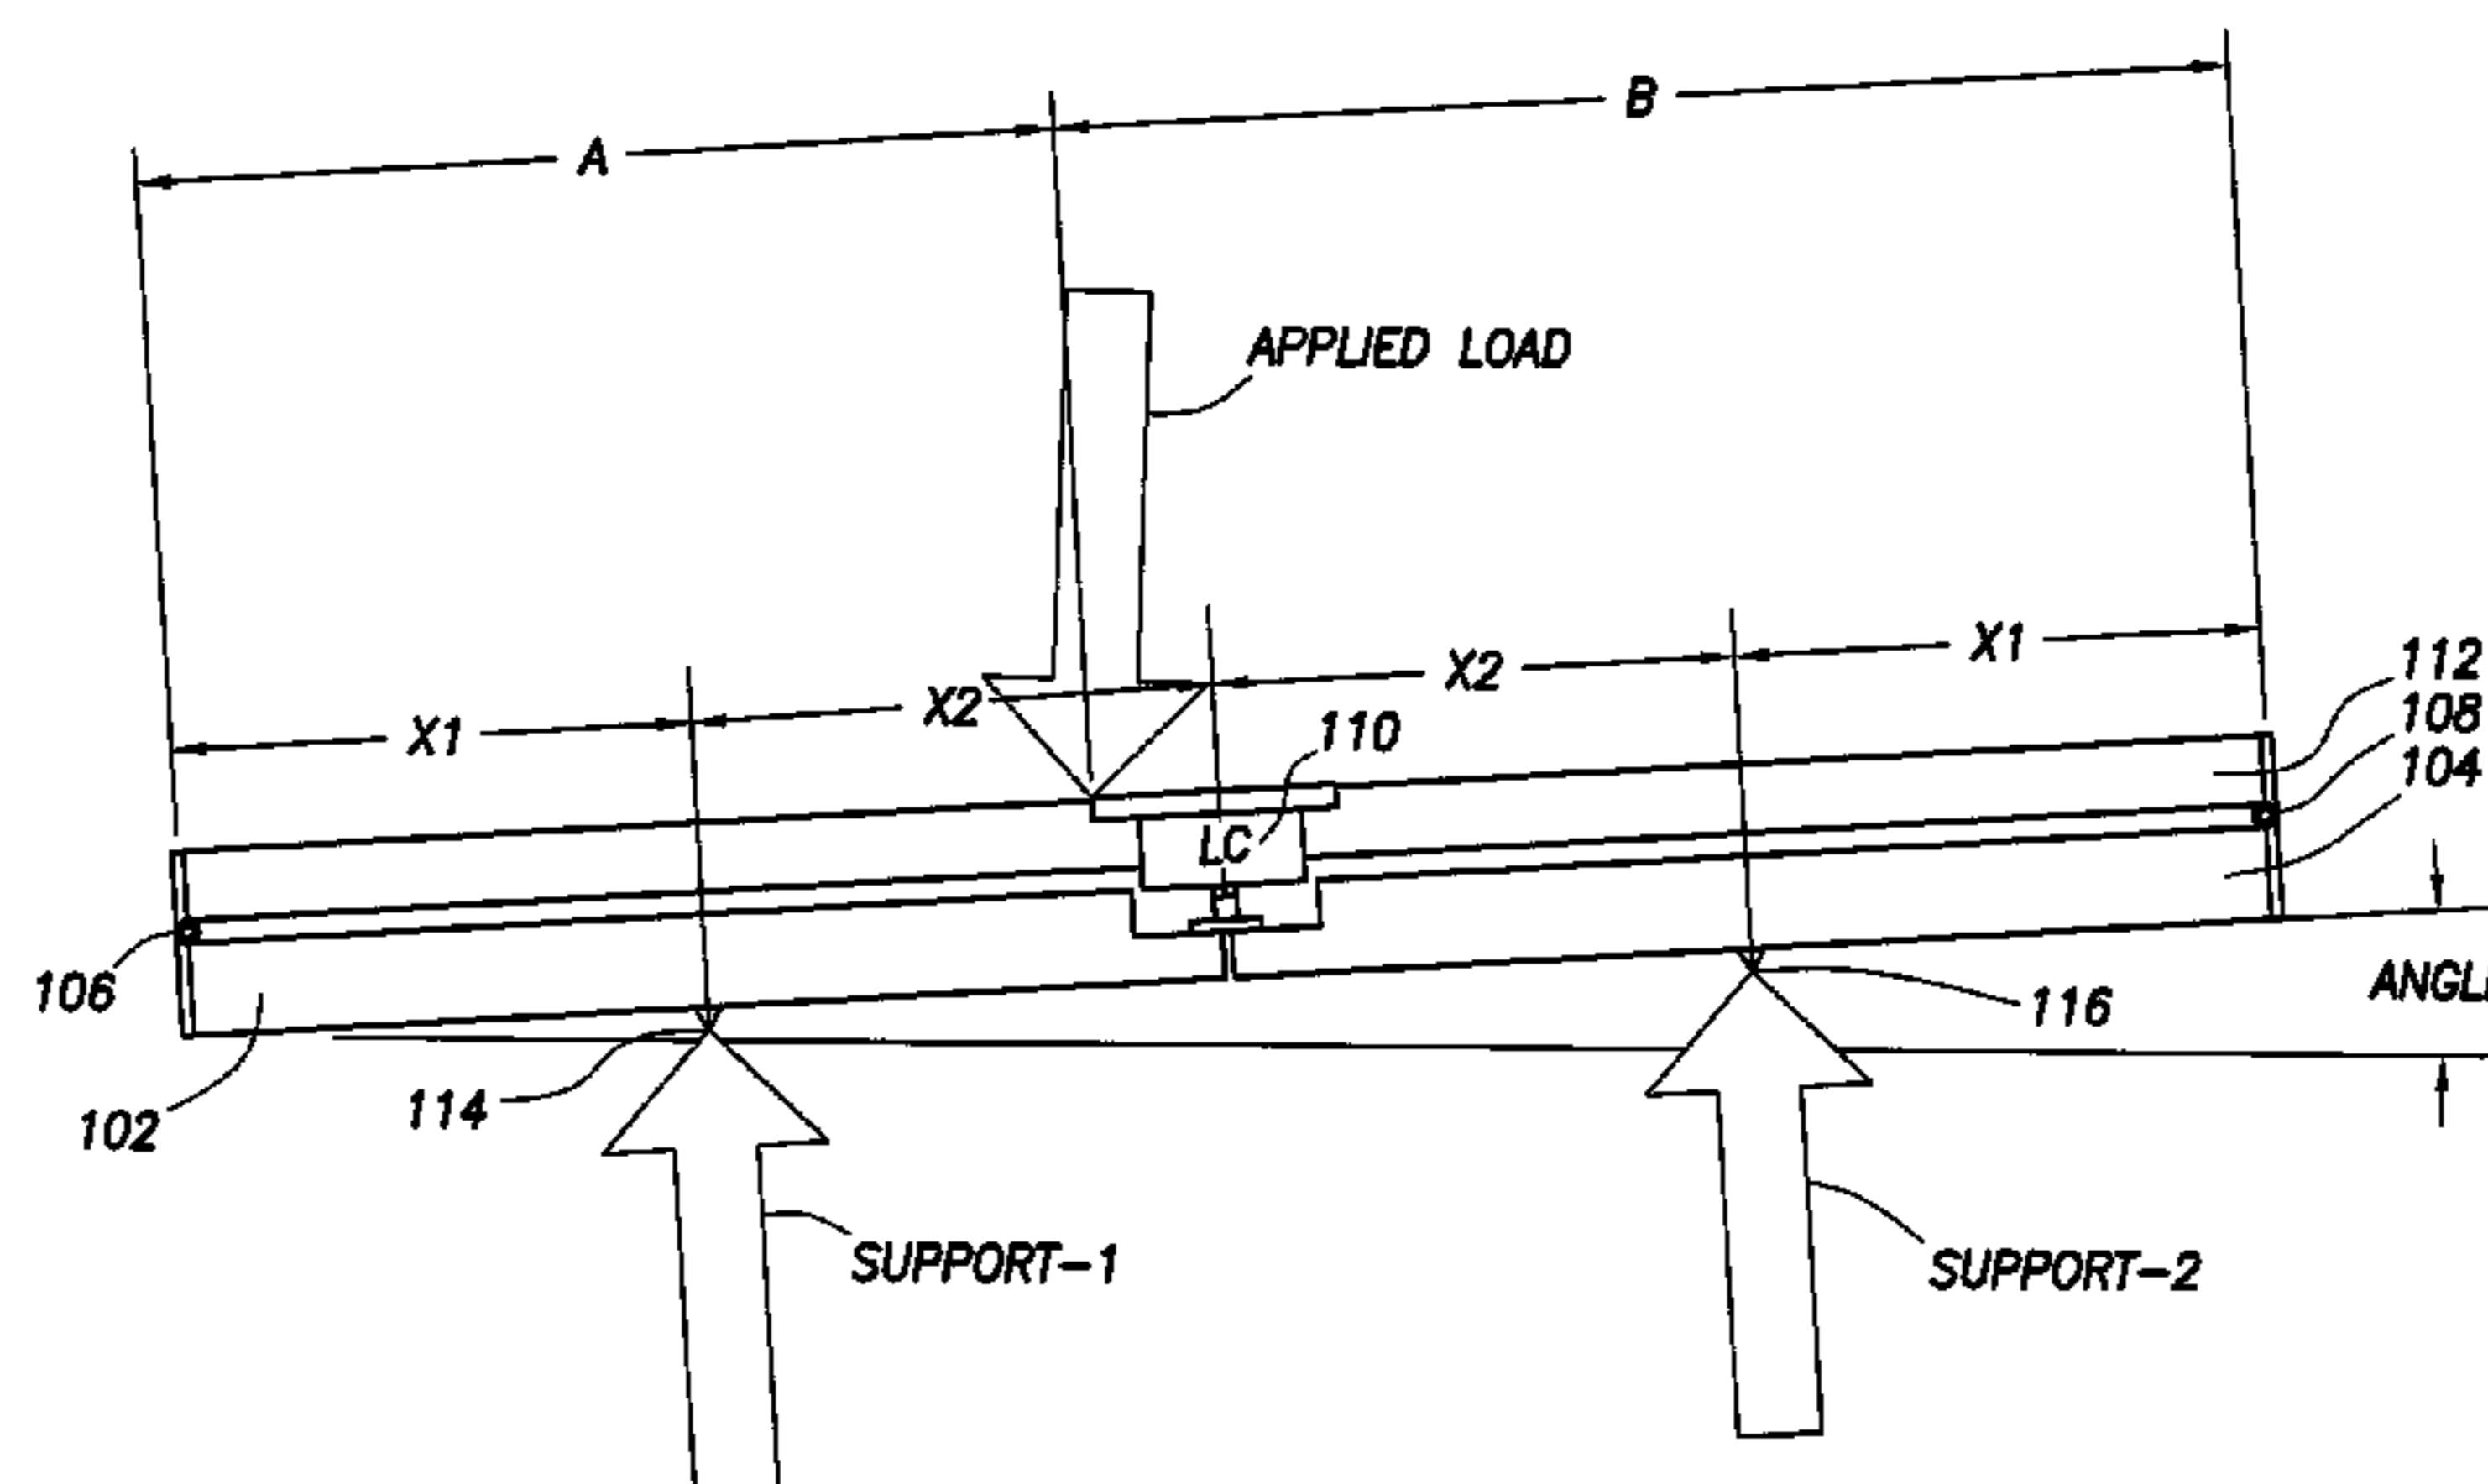 B
A
APPLIED LOAD
X1
X2
X2
X1
112
108
104
110
LC
106
102
114
116
SUPPORT-1
SUPPORT-2